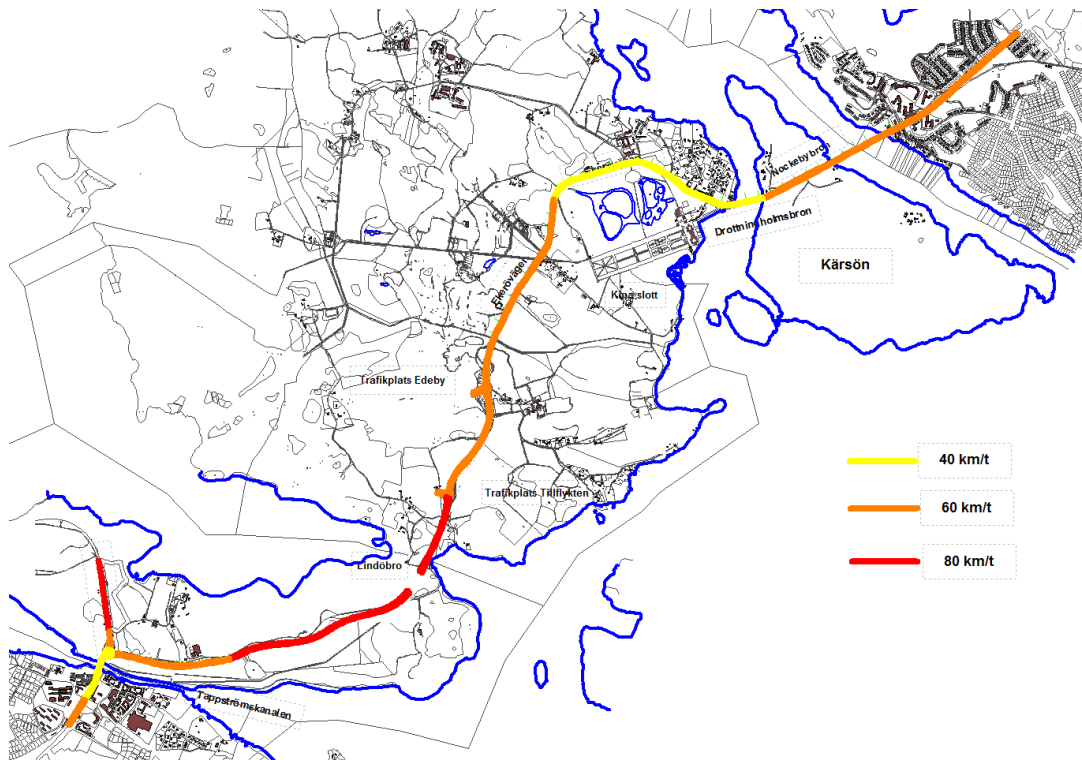 Nockebybron
Drottningholmsbron
Kärsön
Ekerövägen
Kina slott
Trafikplats Edeby
40 km/t
Trafikplats Tillflykten
60 km/t
Lindöbro
80 km/t
Tappströmskanalen